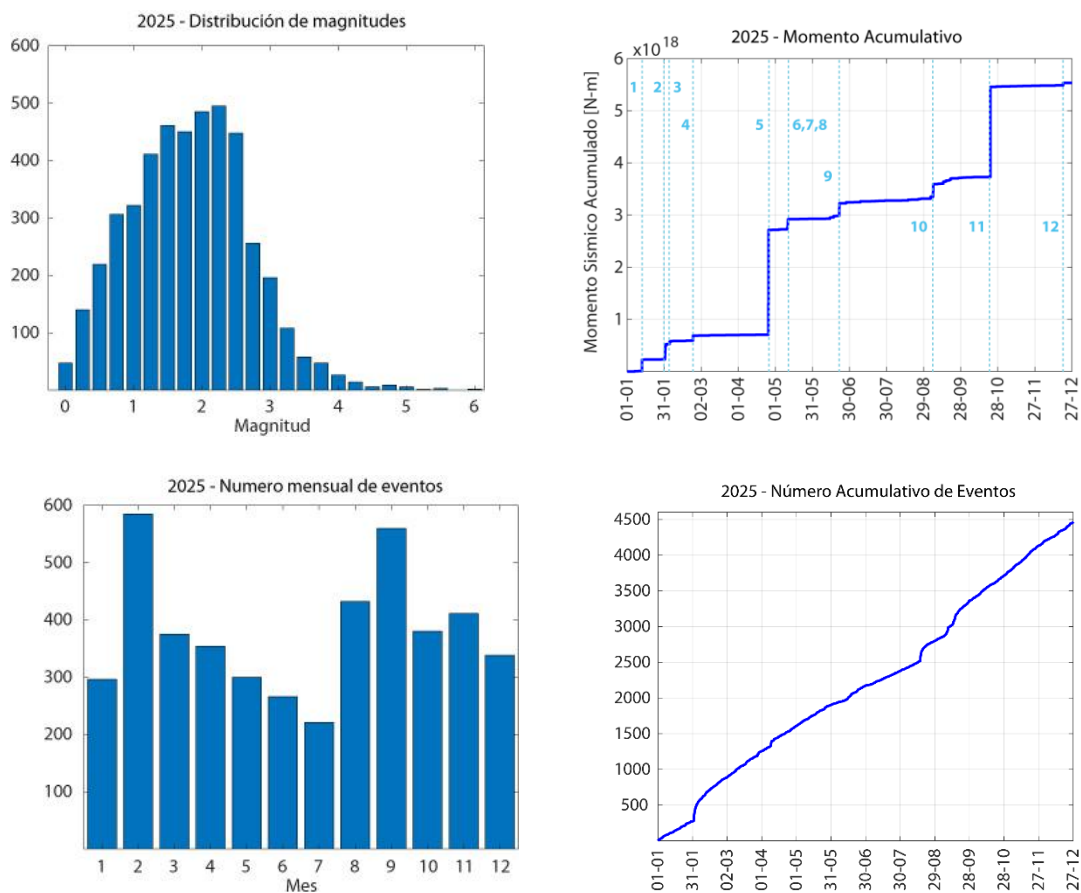 2025 - Distribución de magnitudes
600
500
400
300
200
100
0 1 2 3 4 5 6
Magnitud
2025 - Momento Acumulativo
x10 18
Momento Sísmico Acumulado [N-m]
6
5
4
3
2
1
1 2 3
4 5 6,7,8
9
10 11 12
01-01 31-01 02-03 01-04 01-05 31-05 30-06 29-08 28-09 28-10 27-11 27-12
2025 - Numero mensual de eventos
600
500
400
300
200
100
1 2 3 4 5 6 7 8 9 10 11 12
Mes
2025 - Número Acumulativo de Eventos
4500
4000
3500
3000
2500
2000
1500
1000
500
01-01 31-01 02-03 01-04 01-05 31-05 30-06 30-07 29-08 28-09 28-10 27-11 27-12